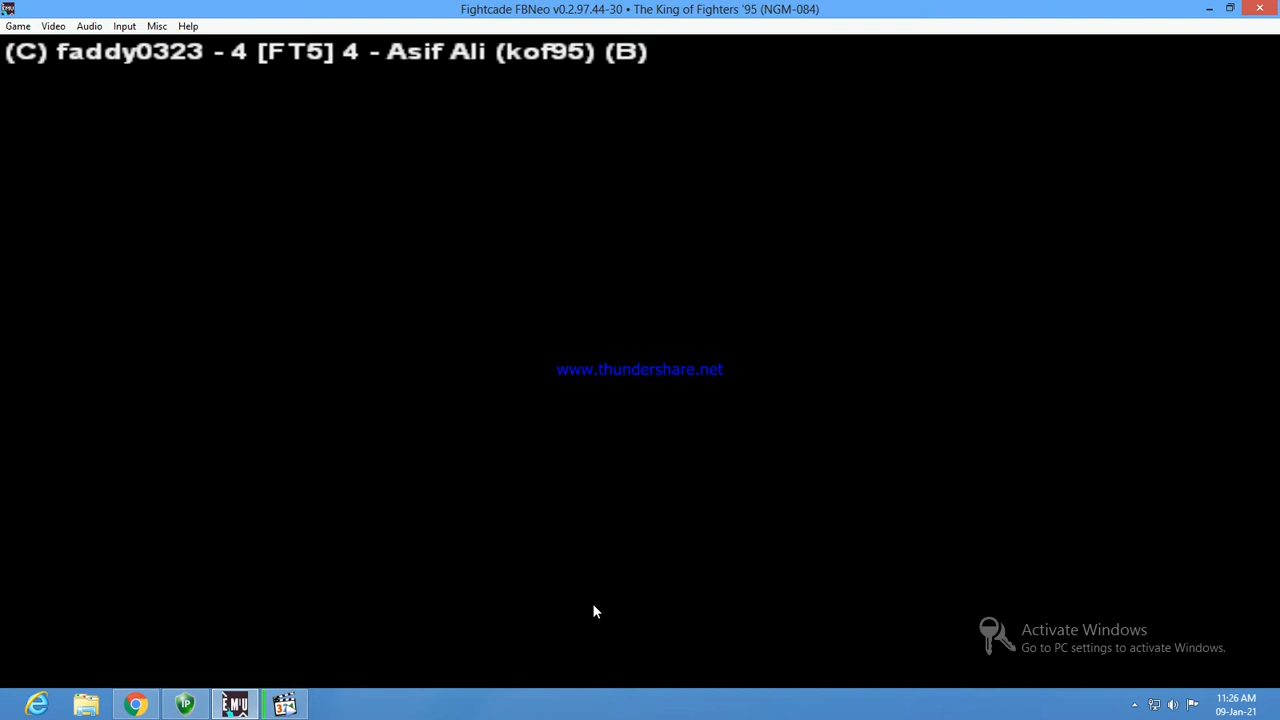 Fightcade FBNeo v0.2.97.44-30 • The King of Fighters '95 (NGM-084)
Game Video Audio Input Misc Help
(C) faddy0323 - 4 [FT5] 4 - Asif Ali (kof95) (B)
www.thundershare.net
Activate Windows
Go to PC settings to activate Windows.
IP
EMU
11:26 AM
09-Jan-21